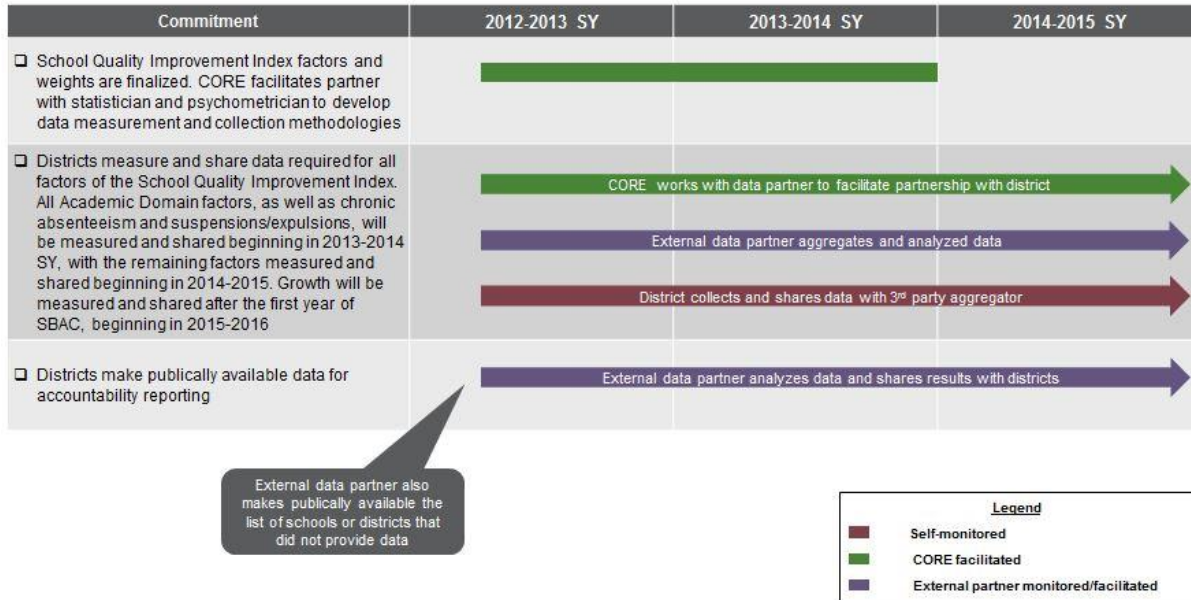 Commitment
2012-2013 SY
2013-2014 SY
2014-2015 SY
School Quality Improvement Index factors and
weights are finalized. CORE facilitates partner
with statistician and psychometrician to develop
data measurement and collection methodologies
Districts measure and share data required for all
factors of the School Quality Improvement Index.
All Academic Domain factors, as well as chronic
absenteeism and suspensions/expulsions, will
be measured and shared beginning in 2013-2014
SY, with the remaining factors measured and
shared beginning in 2014-2015. Growth will be
measured and shared after the first year of
SBAC, beginning in 2015-2016
CORE works with data partner to facilitate partnership with district
External data partner aggregates and analyzed data
District collects and shares data with 3rd party aggregator
Districts make publically available data for
accountability reporting
External data partner analyzes data and shares results with districts
External data partner also
makes publically available the
list of schools or districts that
did not provide data
Legend
Self-monitored
CORE facilitated
External partner monitored/facilitated